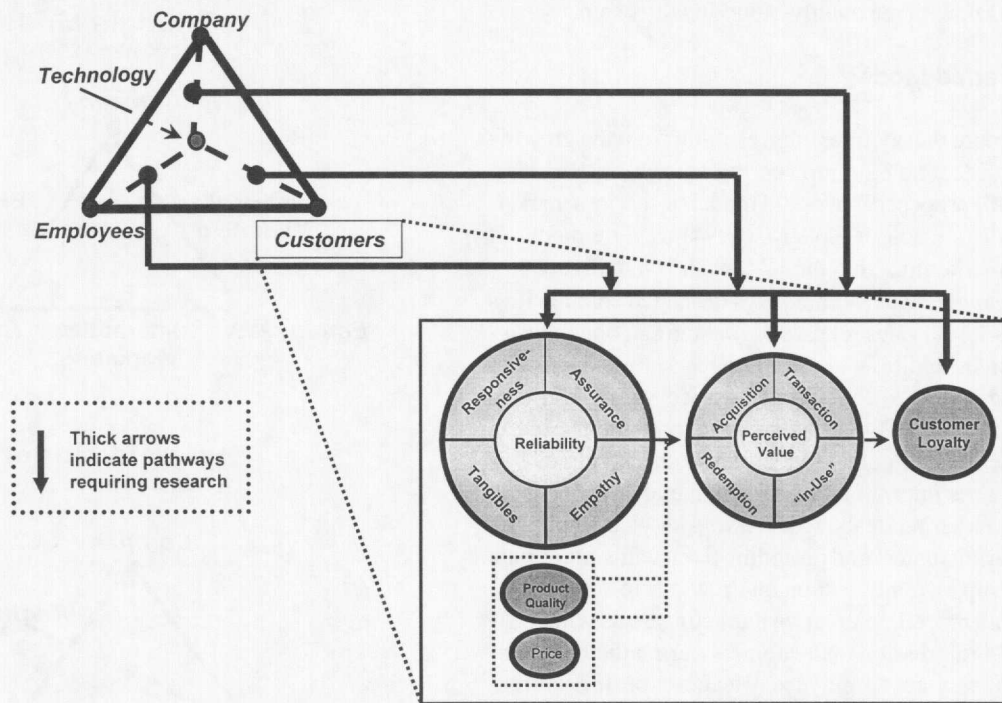 Company
Technology
Employees
Customers
Thick arrows
indicate pathways
requiring research
Responsive-
ness
Assurance
Reliability
Tangibles
Empathy
Acquisition
Transaction
Perceived
Value
Redemption
"In-Use"
Customer
Loyalty
Product
Quality
Price